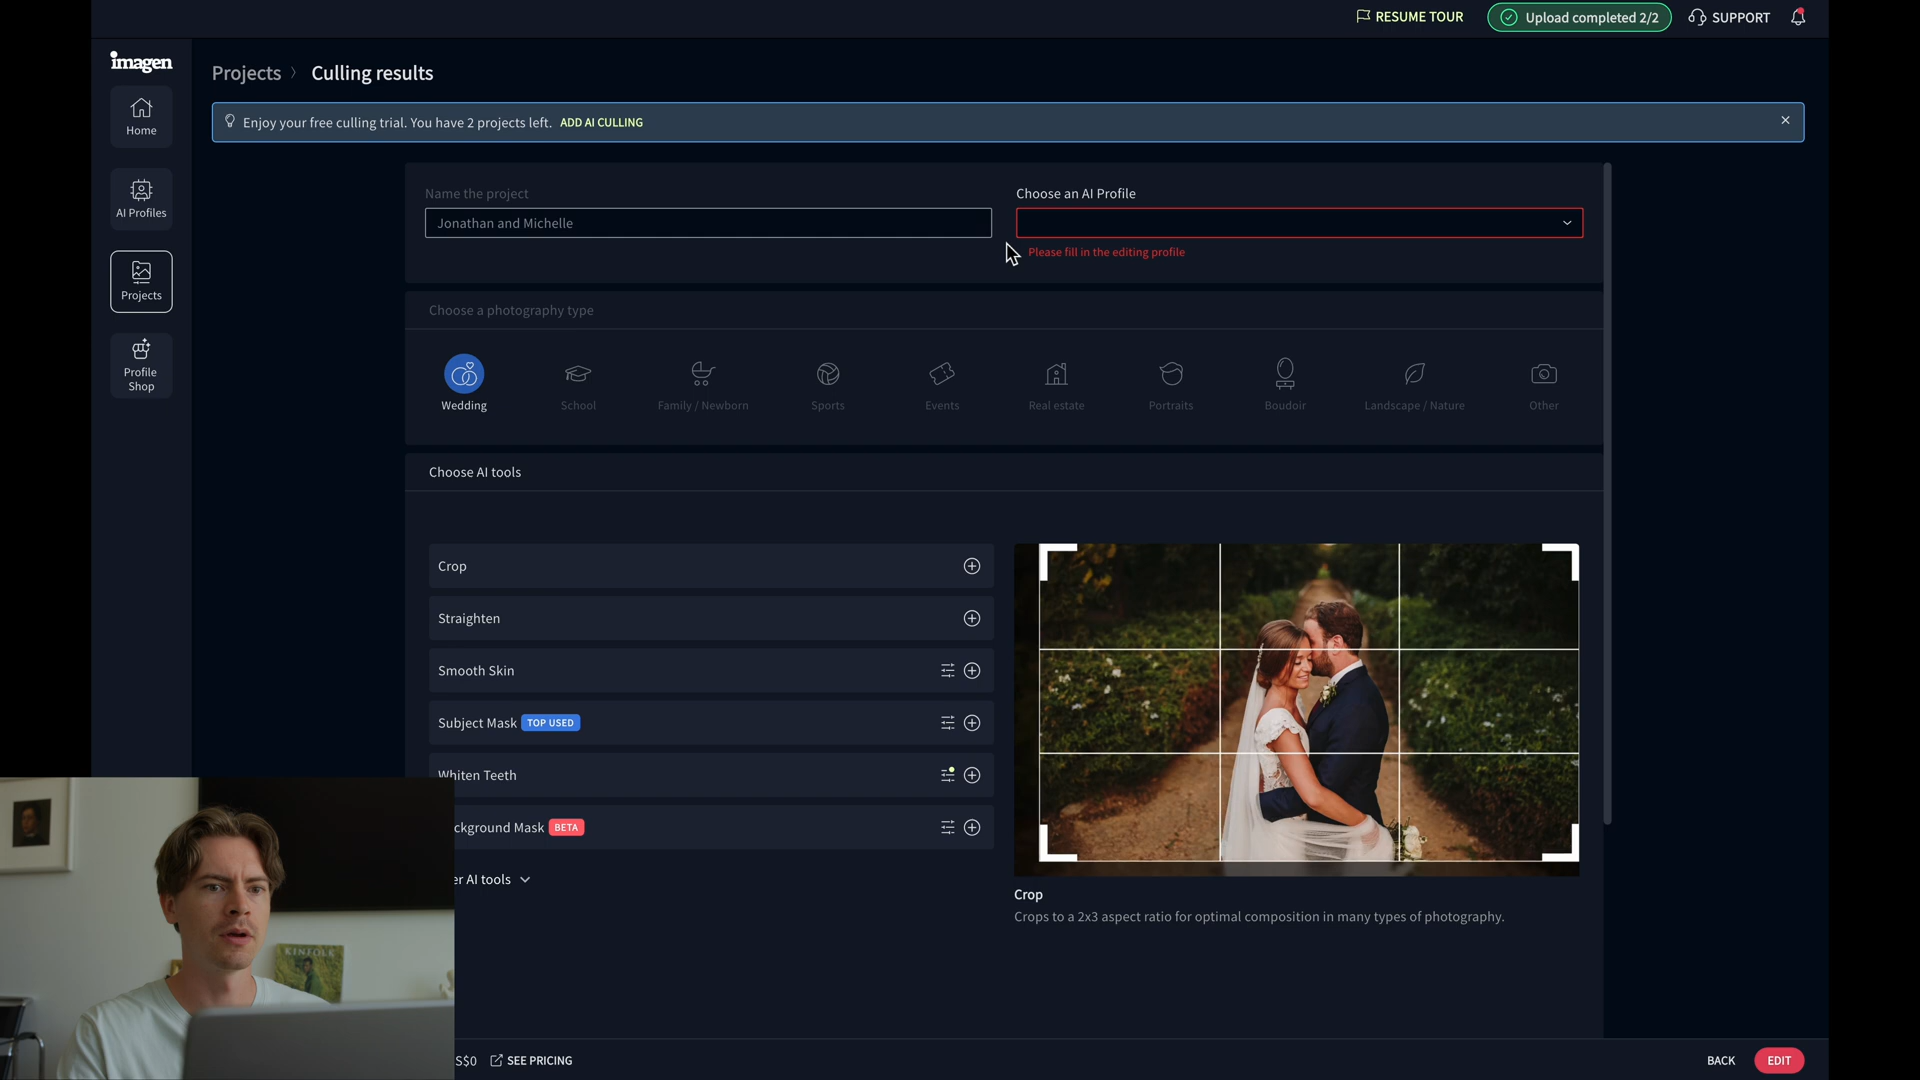 RESUME TOUR
Upload completed 2/2
SUPPORT
imagen
Projects
Culling results
Enjoy your free culling trial. You have 2 projects left. ADD AI CULLING
Home
AI Profiles
Projects
Profile
Shop
Name the project
Jonathan and Michelle
Choose an AI Profile
Please fill in the editing profile
Choose a photography type
Wedding
School
Family / Newborn
Sports
Events
Real estate
Portraits
Boudoir
Landscape / Nature
Other
Choose AI tools
Crop
Straighten
Smooth Skin
Subject Mask TOP USED
Whiten Teeth
ckground Mask BETA
er AI tools
Crop
Crops to a 2x3 aspect ratio for optimal composition in many types of photography.
KINFOLK
S$0
SEE PRICING
BACK
EDIT